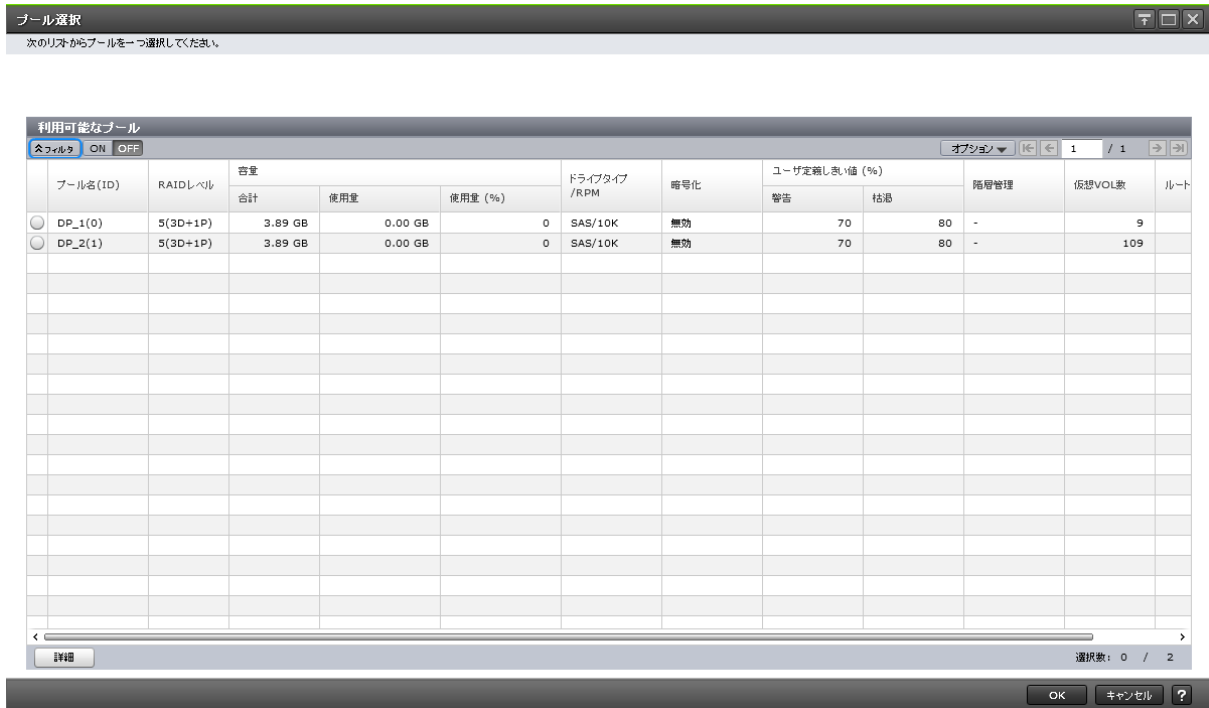 プール選択
次のリストからプールを一つ選択してください。
利用可能なプール
フィルタ ON OFF オプション 1 / 1
プール名(ID) RAIDレベル 容量 ドライブタイプ/RPM 暗号化 ユーザ定義しきい値 (%) 階層管理 仮想VOL数 ルート
合計 使用量 使用量 (%) 警告 枯渇
DP_1(0) 5(3D+1P) 3.89 GB 0.00 GB 0 SAS/10K 無効 70 80 - 9
DP_2(1) 5(3D+1P) 3.89 GB 0.00 GB 0 SAS/10K 無効 70 80 - 109
詳細 選択数: 0 / 2
OK キャンセル ?